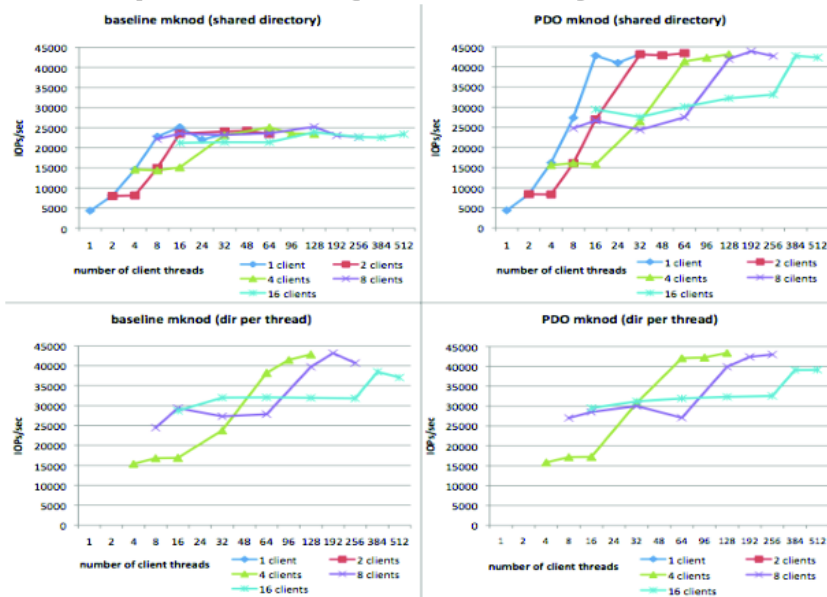 baseline mknod (shared directory)
45000
40000
35000
30000
25000
20000
15000
10000
5000
0
IOPs/sec
1 2 4 8 16 24 32 48 64 96 128 192 256 384 512
number of client threads
1 client
2 clients
4 clients
8 clients
16 clients
PDO mknod (shared directory)
45000
40000
35000
30000
25000
20000
15000
10000
5000
0
IOPs/sec
1 2 4 8 16 24 32 48 64 96 128 192 256 384 512
number of client threads
1 client
2 clients
4 clients
8 clients
16 clients
baseline mknod (dir per thread)
45000
40000
35000
30000
25000
20000
15000
10000
5000
0
IOPs/sec
1 2 4 8 16 24 32 48 64 96 128 192 256 384 512
number of client threads
1 client
2 clients
4 clients
8 clients
16 clients
PDO mknod (dir per thread)
45000
40000
35000
30000
25000
20000
15000
10000
5000
0
IOPs/sec
1 2 4 8 16 24 32 48 64 96 128 192 256 384 512
number of client threads
1 client
2 clients
4 clients
8 clients
16 clients